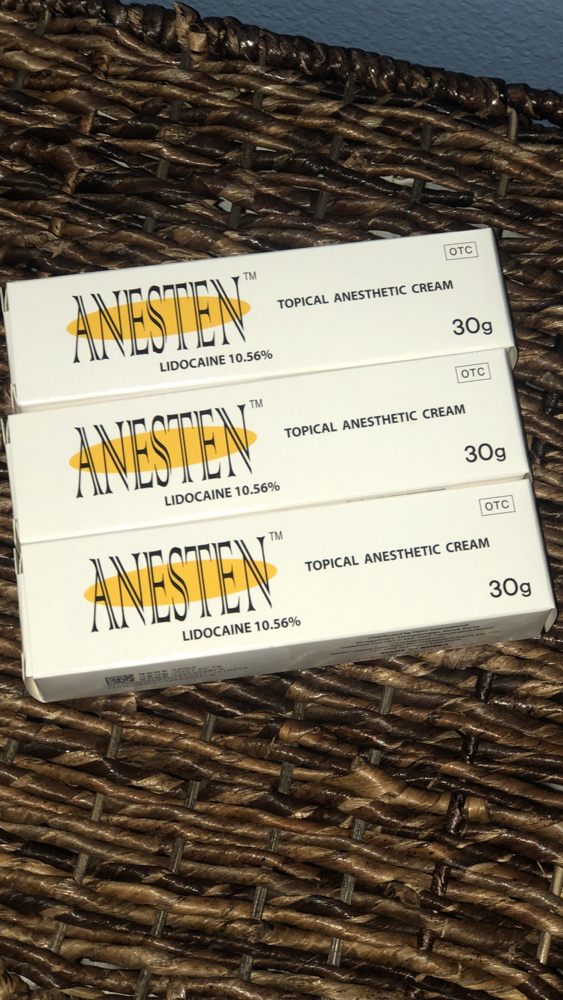 OTC
ANESTEN™
TOPICAL ANESTHETIC CREAM
LIDOCAINE 10.56%
30g
OTC
ANESTEN™
TOPICAL ANESTHETIC CREAM
LIDOCAINE 10.56%
30g
OTC
ANESTEN™
TOPICAL ANESTHETIC CREAM
LIDOCAINE 10.56%
30g